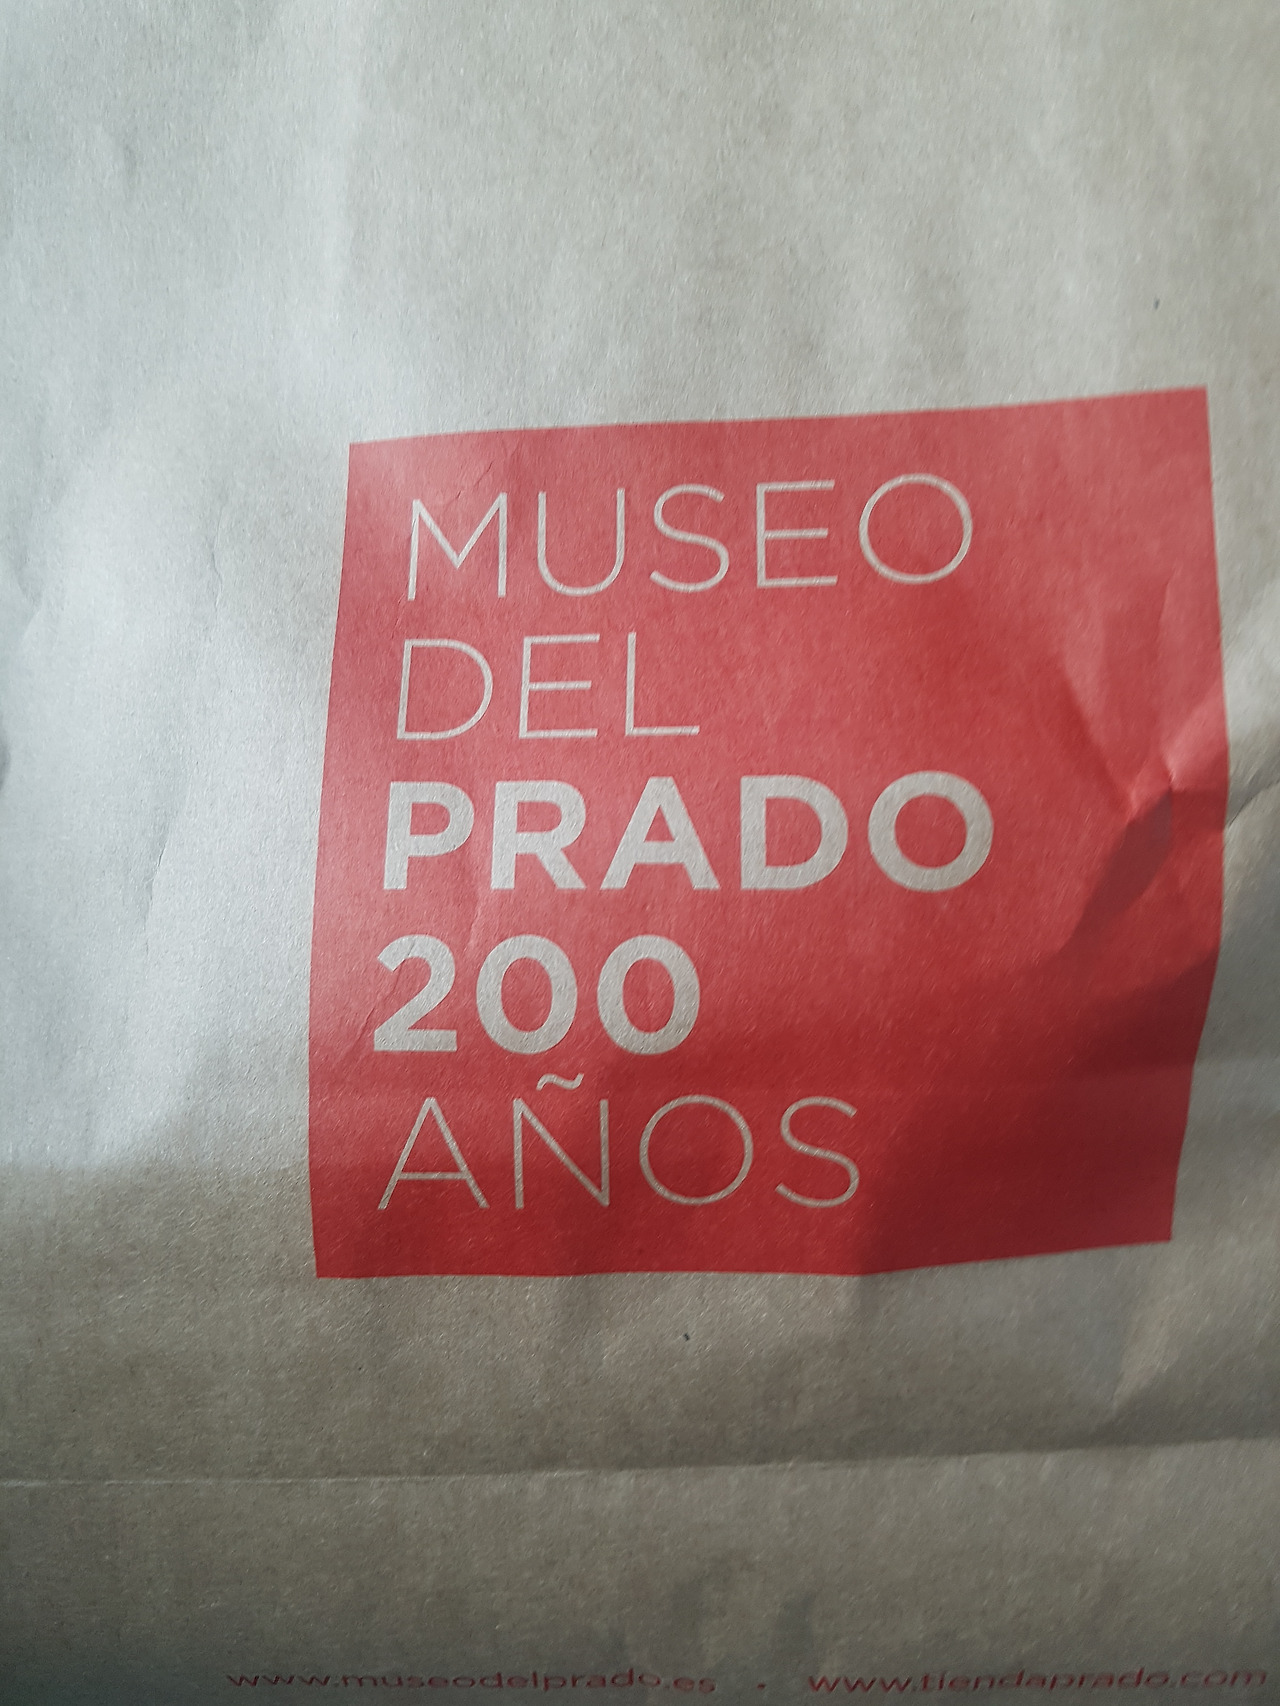 MUSEO
DEL
PRADO
200
AÑOS
www.museodelprado.es · www.tiendaprado.com